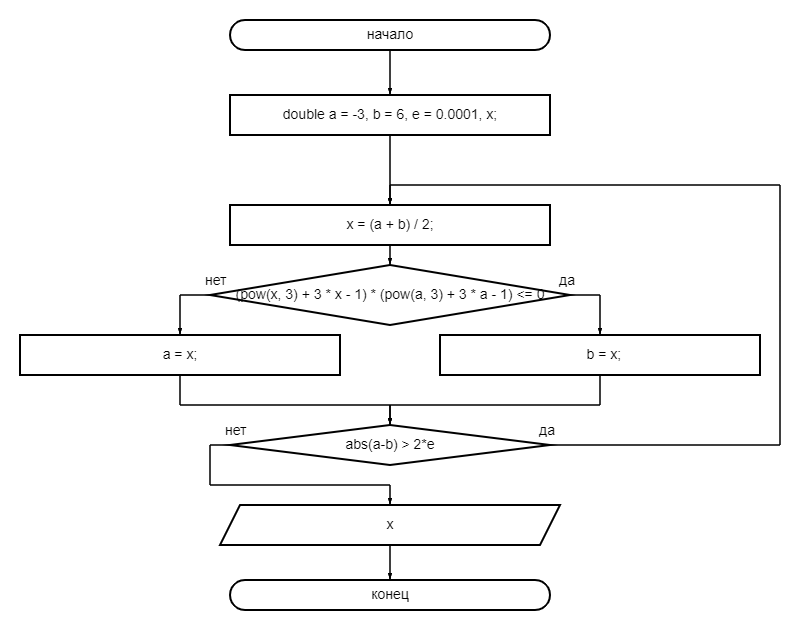 начало
double a = -3, b = 6, e = 0.0001, x;
x = (a + b) / 2;
нет
да
(pow(x, 3) + 3 * x - 1) * (pow(a, 3) + 3 * a - 1) <= 0
a = x;
b = x;
нет
да
abs(a-b) > 2*e
x
конец